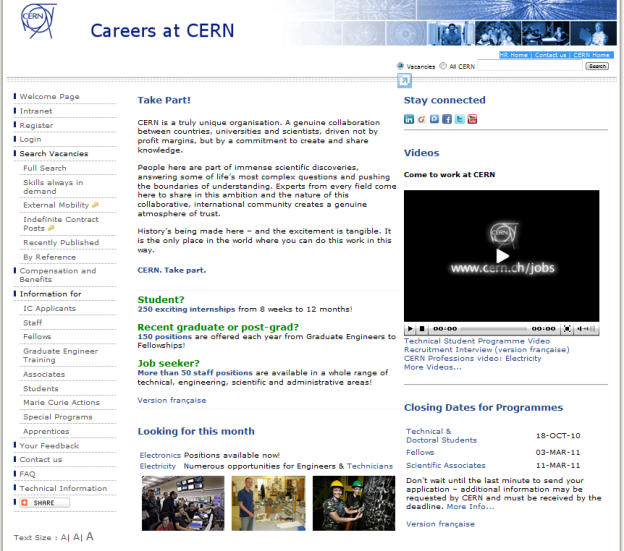 CERN
Careers at CERN
HR Home | Contact us | CERN Home
Vacancies All CERN Search
Welcome Page
Intranet
Register
Login
Search Vacancies
Full Search
Skills always in
demand
External Mobility
Indefinite Contract
Posts
Recently Published
By Reference
Compensation and
Benefits
Information for
IC Applicants
Staff
Fellows
Graduate Engineer
Training
Associates
Students
Marie Curie Actions
Special Programs
Apprentices
Your Feedback
Contact us
FAQ
Technical Information
SHARE
Text Size : A| A| A
Take Part!
CERN is a truly unique organisation. A genuine collaboration
between countries, universities and scientists, driven not by
profit margins, but by a commitment to create and share
knowledge.
People here are part of immense scientific discoveries,
answering some of life's most complex questions and pushing
the boundaries of understanding. Experts from every field come
here to share in this ambition and the nature of this
collaborative, international community creates a genuine
atmosphere of trust.
History's being made here – and the excitement is tangible. It
is the only place in the world where you can do this work in this
way.
CERN. Take part.
Student?
250 exciting internships from 8 weeks to 12 months!
Recent graduate or post-grad?
150 positions are offered each year from Graduate Engineers to
Fellowships!
Job seeker?
More than 50 staff positions are available in a whole range of
technical, engineering, scientific and administrative areas!
Version française
Looking for this month
Electronics Positions available now!
Electricity Numerous opportunities for Engineers & Technicians
Stay connected
Videos
Come to work at CERN
www.cern.ch/jobs
00:00 00:00
Technical Student Programme Video
Recruitment Interview (version française)
CERN Professions video: Electricity
More Videos...
Closing Dates for Programmes
Technical &
Doctoral Students 18-OCT-10
Fellows 03-MAR-11
Scientific Associates 11-MAR-11
Don't wait until the last minute to send your
application – additional information may be
requested by CERN and must be received by the
deadline. More Info...
Version française